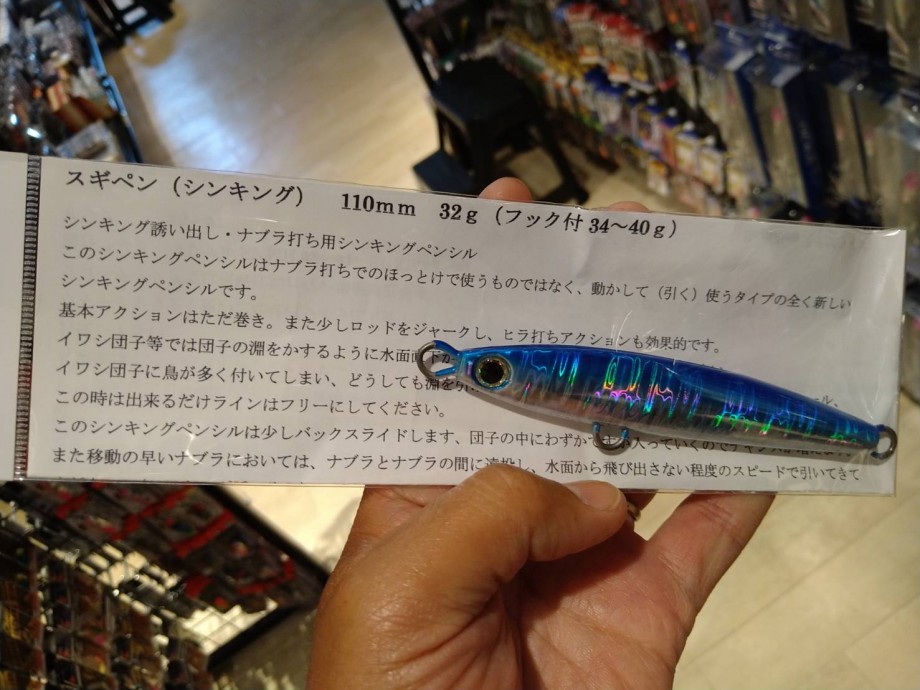 スギペン（シンキング）　110mm　32g（フック付 34～40g）
シンキング誘い出し・ナブラ打ち用シンキングペンシル
このシンキングペンシルはナブラ打ちでのほっとけで使うものではなく、動かして（引く）使うタイプの全く新しい
シンキングペンシルです。
基本アクションはただ巻き。また少しロッドをジャークし、ヒラ打ちアクションも効果的です。
イワシ団子等では団子の淵をかするように水面直下か
イワシ団子に鳥が多く付いてしまい、どうしても淵を引
この時は出来るだけラインはフリーにしてください。
このシンキングペンシルは少しバックスライドします、団子の中にわずかですが入っていくので
また移動の早いナブラにおいては、ナブラとナブラの間に遠投し、水面から飛び出さない程度のスピードで引いてきて